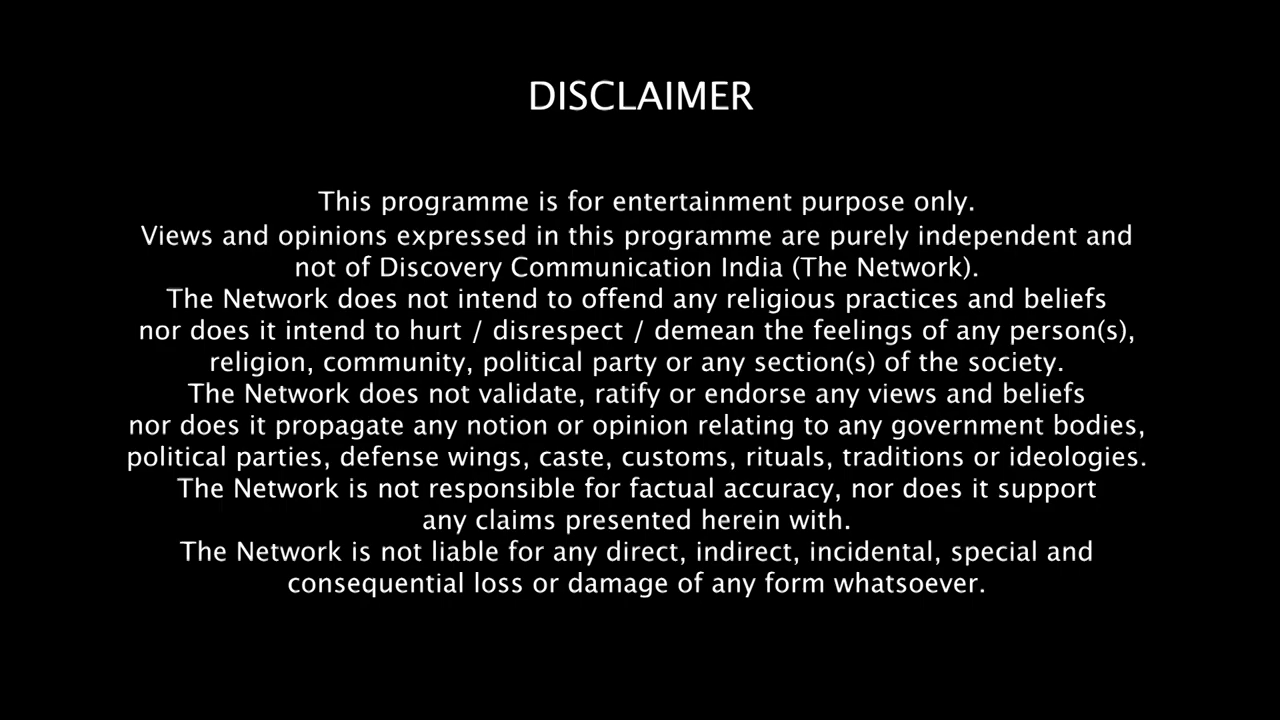 DISCLAIMER
This programme is for entertainment purpose only.
Views and opinions expressed in this programme are purely independent and
not of Discovery Communication India (The Network).
The Network does not intend to offend any religious practices and beliefs
nor does it intend to hurt / disrespect / demean the feelings of any person(s),
religion, community, political party or any section(s) of the society.
The Network does not validate, ratify or endorse any views and beliefs
nor does it propagate any notion or opinion relating to any government bodies,
political parties, defense wings, caste, customs, rituals, traditions or ideologies.
The Network is not responsible for factual accuracy, nor does it support
any claims presented herein with.
The Network is not liable for any direct, indirect, incidental, special and
consequential loss or damage of any form whatsoever.